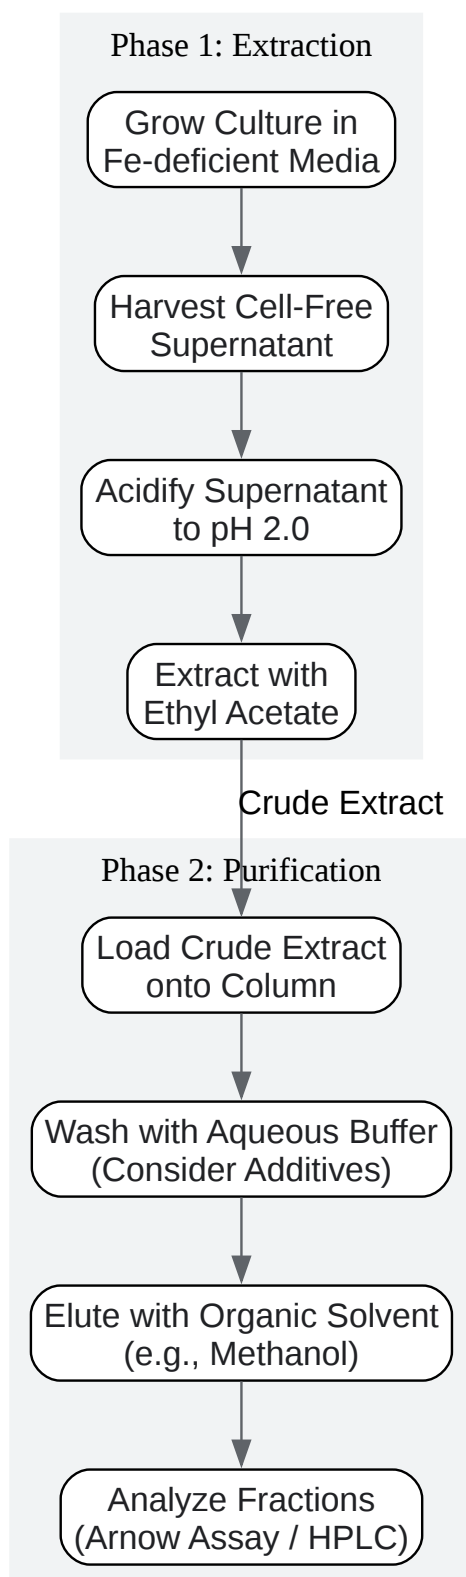 Phase 1: Extraction
Grow Culture in
Fe-deficient Media
Harvest Cell-Free
Supernatant
Acidify Supernatant
to pH 2.0
Extract with
Ethyl Acetate
Crude Extract
Phase 2: Purification
Load Crude Extract
onto Column
Wash with Aqueous Buffer
(Consider Additives)
Elute with Organic Solvent
(e.g., Methanol)
Analyze Fractions
(Arnow Assay / HPLC)